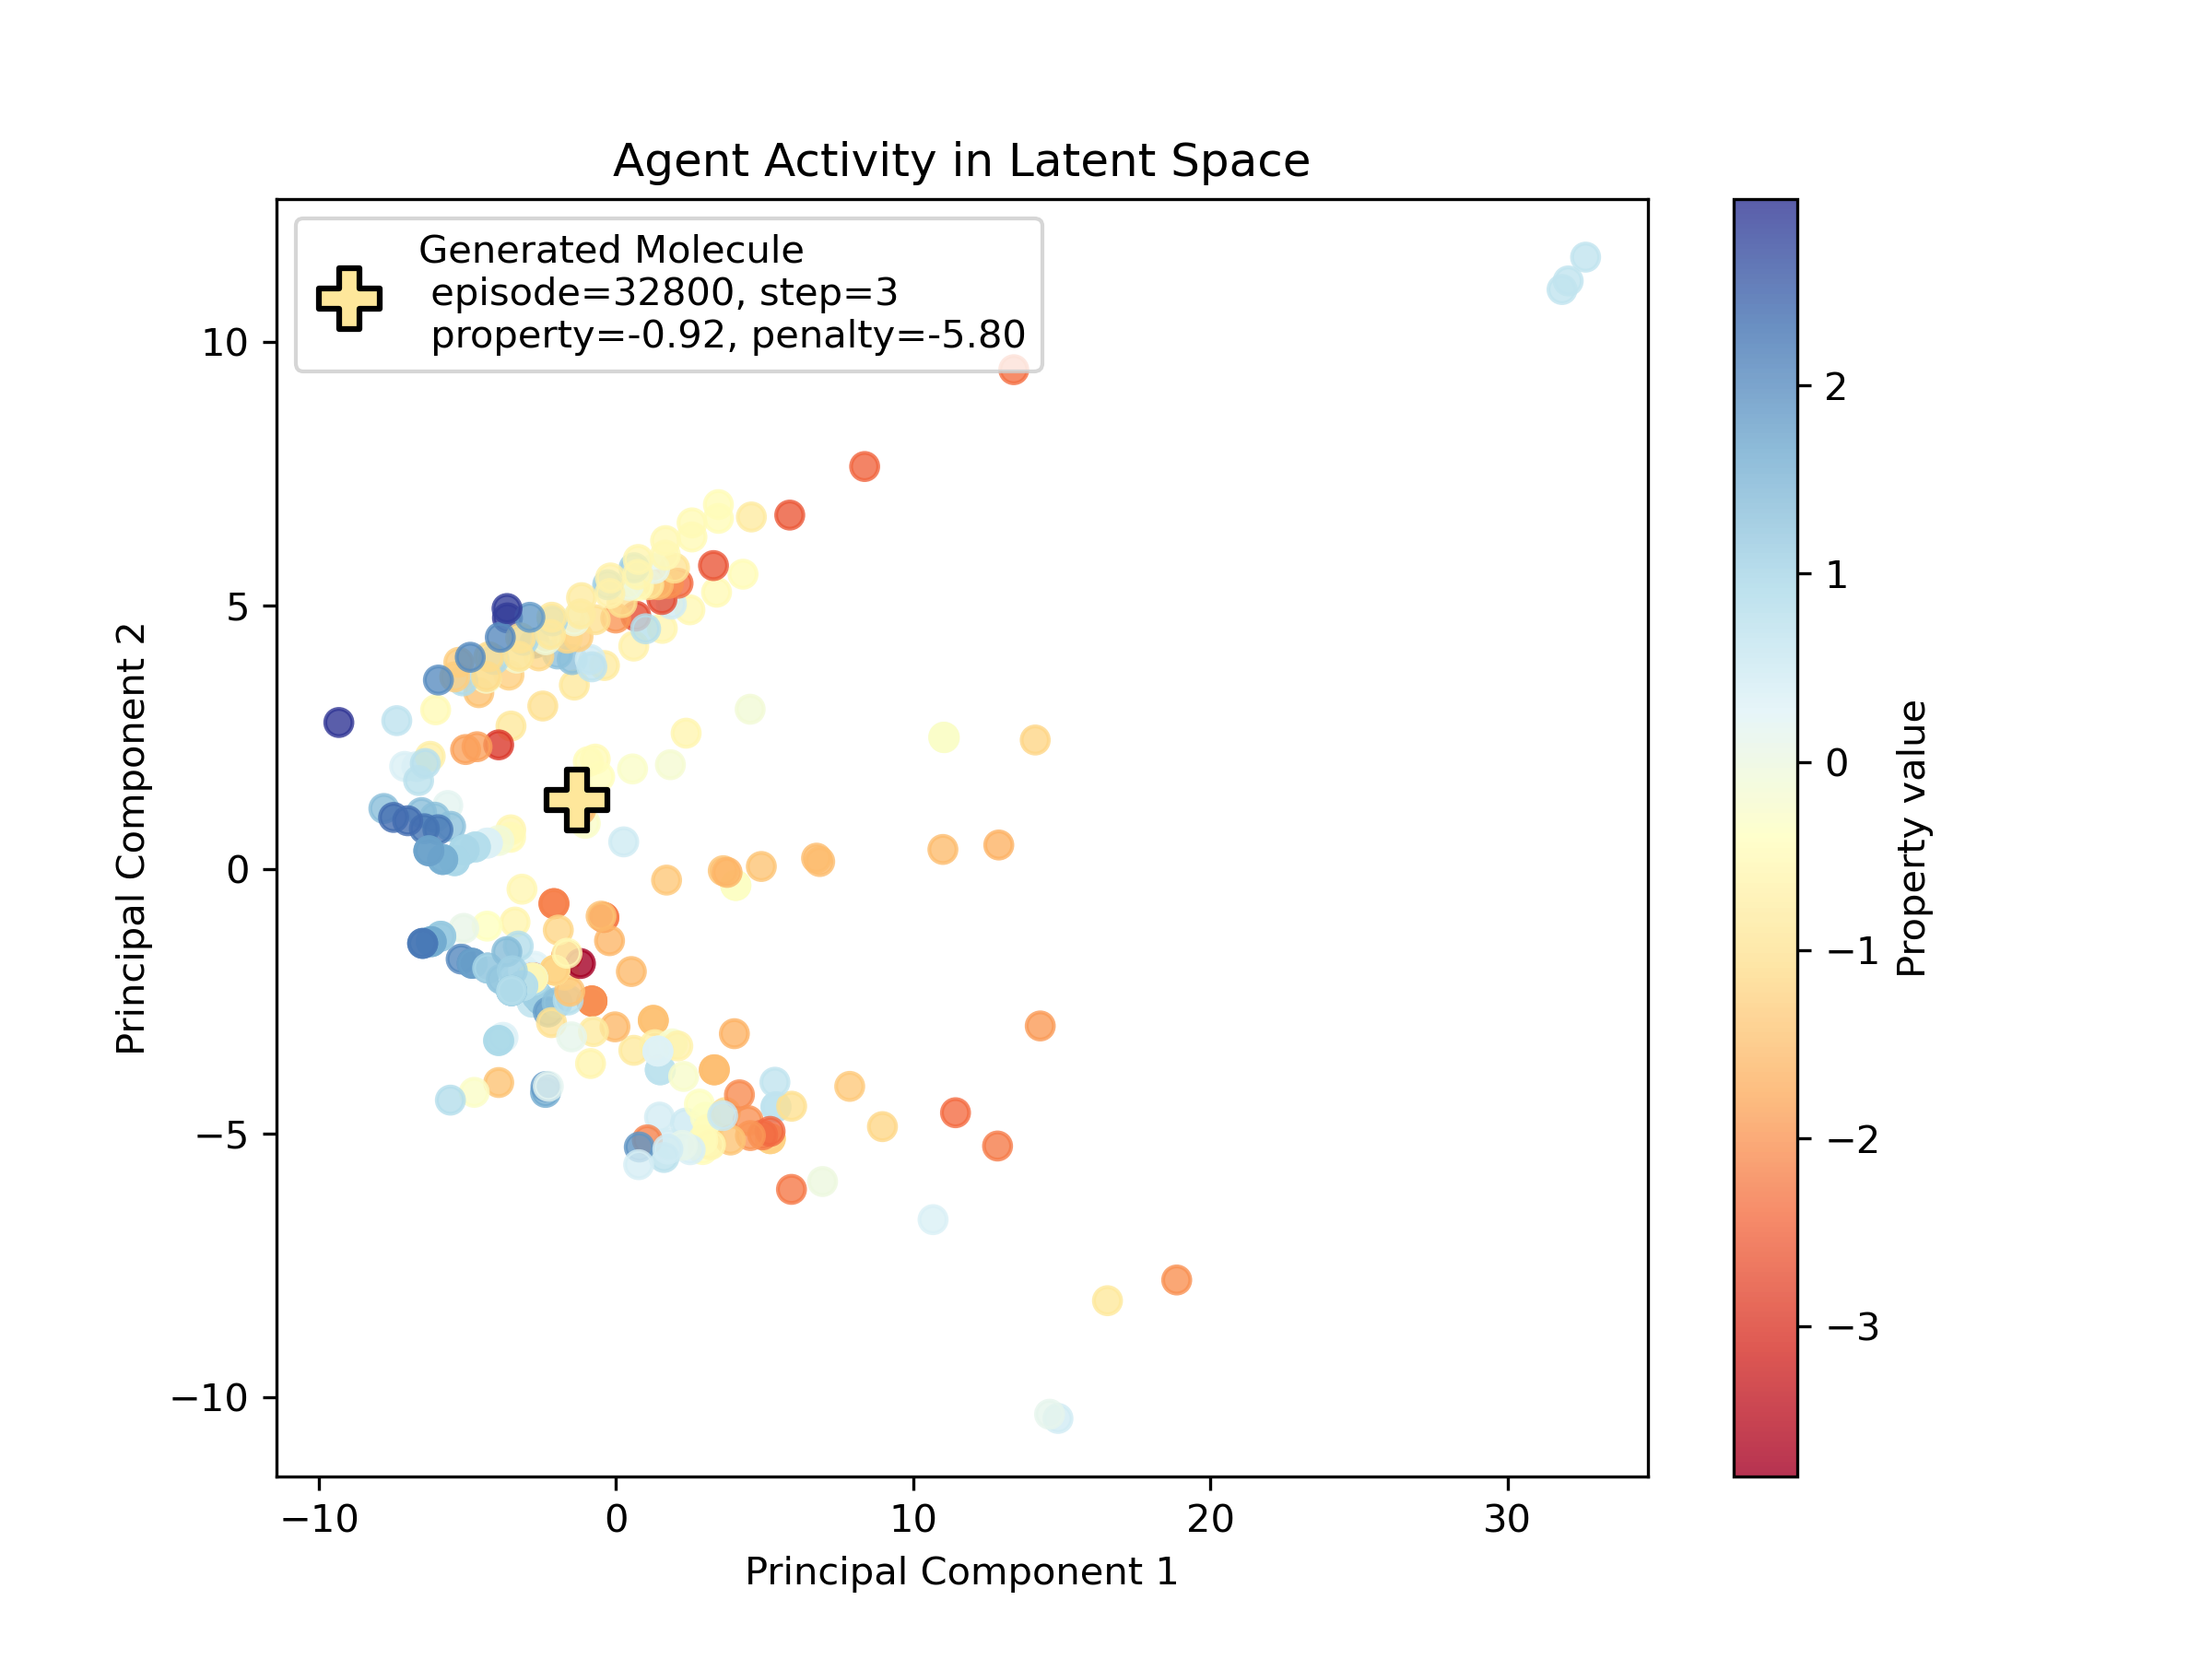 Agent Activity in Latent Space
Generated Molecule
episode=32800, step=3
property=-0.92, penalty=-5.80
10
5
0
−5
−10
Principal Component 2
−10
0
10
20
30
Principal Component 1
2
1
0
−1
−2
−3
Property value